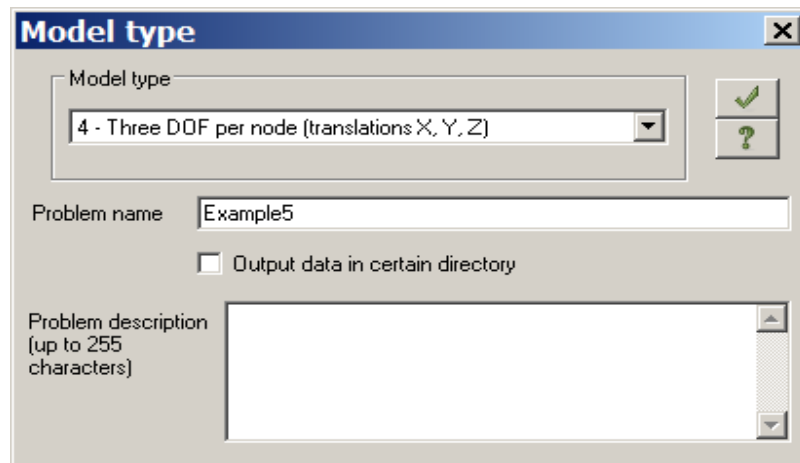 Model type
Model type
4 - Three DOF per node (translations X, Y, Z)
?
Problem name
Example5
Output data in certain directory
Problem description
(up to 255
characters)